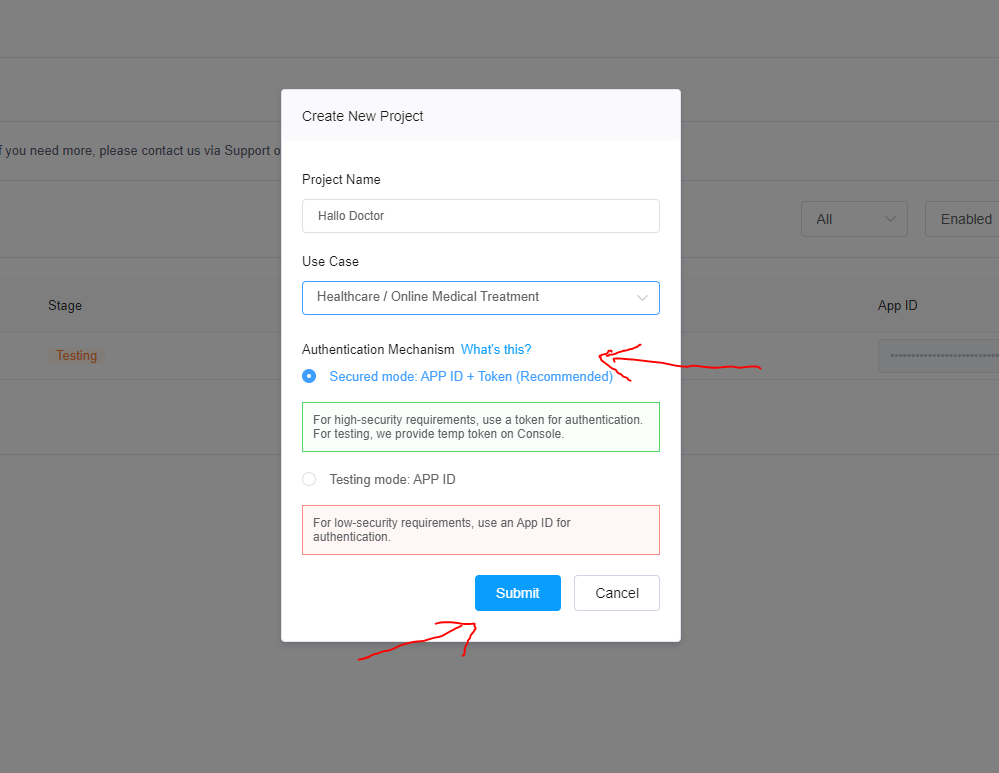 Create New Project
f you need more, please contact us via Support o
Project Name
Hallo Doctor
All
Enabled
Use Case
Healthcare / Online Medical Treatment
Stage
App ID
Authentication Mechanism What's this?
Testing
Secured mode: APP ID + Token (Recommended)
For high-security requirements, use a token for authentication.
For testing, we provide temp token on Console.
Testing mode: APP ID
For low-security requirements, use an App ID for
authentication.
Submit
Cancel